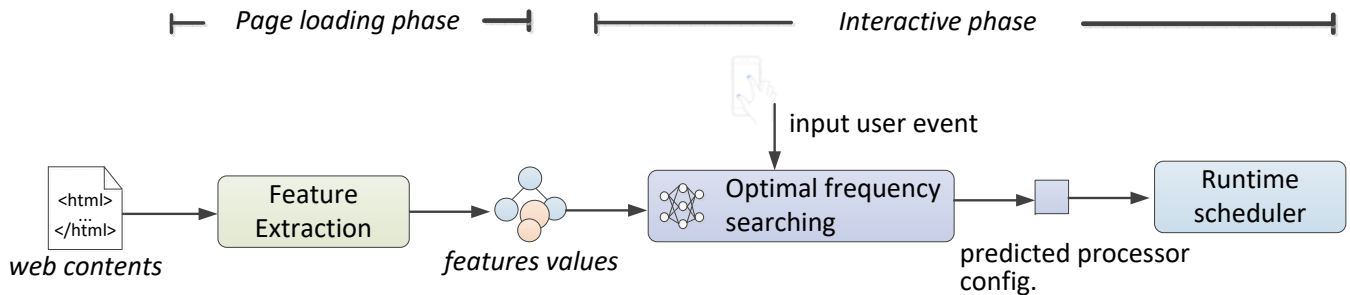 Page loading phase
Interactive phase
input user event
<html>
...
</html>
web contents
Feature
Extraction
features values
Optimal frequency
searching
predicted processor
config.
Runtime
scheduler